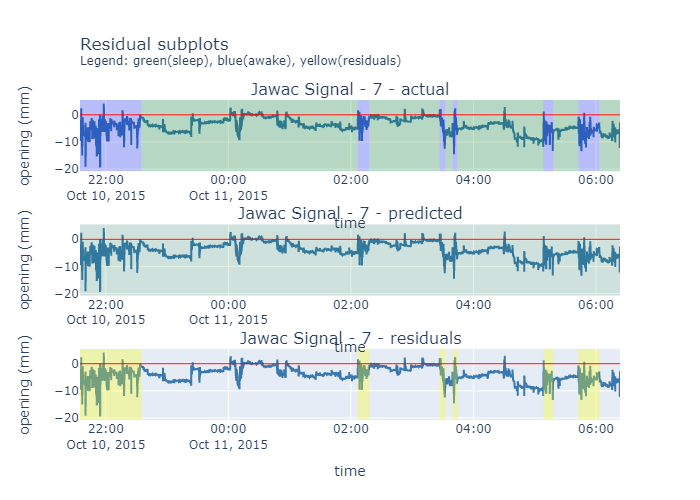 Residual subplots
Legend: green(sleep), blue(awake), yellow(residuals)
Jawac Signal - 7 - actual
opening (mm)
0
−10
−20
22:00 00:00 02:00 04:00 06:00
Oct 10, 2015 Oct 11, 2015
time
Jawac Signal - 7 - predicted
opening (mm)
0
−10
−20
22:00 00:00 02:00 04:00 06:00
Oct 10, 2015 Oct 11, 2015
time
Jawac Signal - 7 - residuals
opening (mm)
0
−10
−20
22:00 00:00 02:00 04:00 06:00
Oct 10, 2015 Oct 11, 2015
time